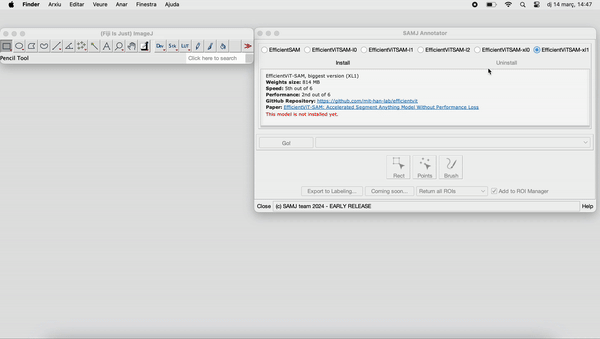 Finder Arxiu Editar Veure Anar Finestra Ajuda dj 14 març, 14:47
(Fiji Is Just) ImageJ
Dev Stk LUT
Pencil Tool Click here to search
SAMJ Annotator
EfficientSAM EfficientViTSAM-l0 EfficientViTSAM-l1 EfficientViTSAM-l2 EfficientViTSAM-xl0 EfficientViTSAM-xl1
Install Uninstall
EfficientViT-SAM, biggest version (XL1)
Weights size: 814 MB
Speed: 5th out of 6
Performance: 2nd out of 6
GitHub Repository: https://github.com/mit-han-lab/efficientvit
Paper: EfficientViT-SAM: Accelerated Segment Anything Model Without Performance Loss
This model is not installed yet.
Go!
Rect Points Brush
Export to Labeling... Coming soon... Return all ROIs Add to ROI Manager
Close (c) SAMJ team 2024 - EARLY RELEASE Help